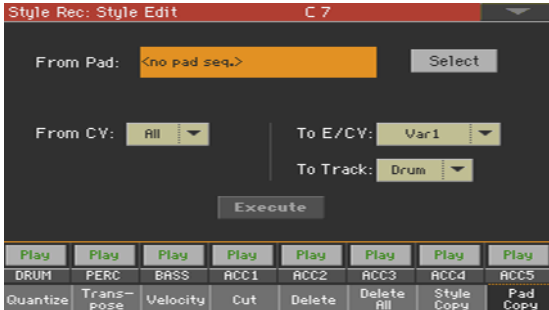 Style Rec: Style Edit C 7
From Pad: <no pad seq.> Select
From CV: All To E/CV: Var1
To Track: Drum
Execute
Play Play Play Play Play Play Play Play
DRUM PERC BASS ACC1 ACC2 ACC3 ACC4 ACC5
Quantize Trans- Velocity Cut Delete Delete Style Pad
pose All Copy Copy